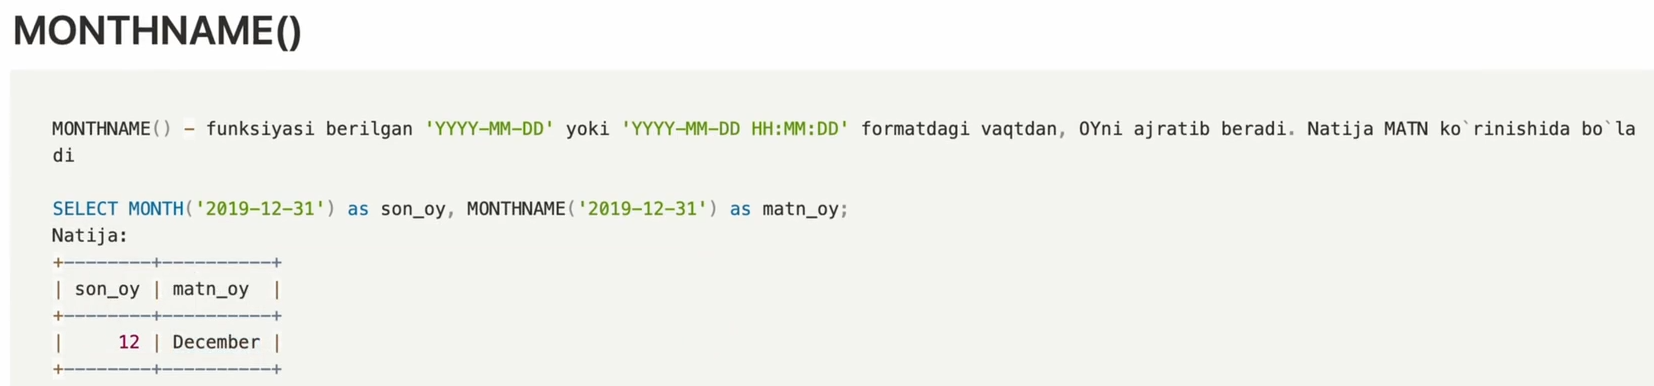 MONTHNAME()
MONTHNAME() – funksiyasi berilgan 'YYYY-MM-DD' yoki 'YYYY-MM-DD HH:MM:DD' formatdagi vaqtdan, OYni ajratib beradi. Natija MATN ko`rinishida bo`la
di
SELECT MONTH('2019-12-31') as son_oy, MONTHNAME('2019-12-31') as matn_oy;
Natija:
+--------+----------+
| son_oy | matn_oy  |
+--------+----------+
|     12 | December |
+--------+----------+